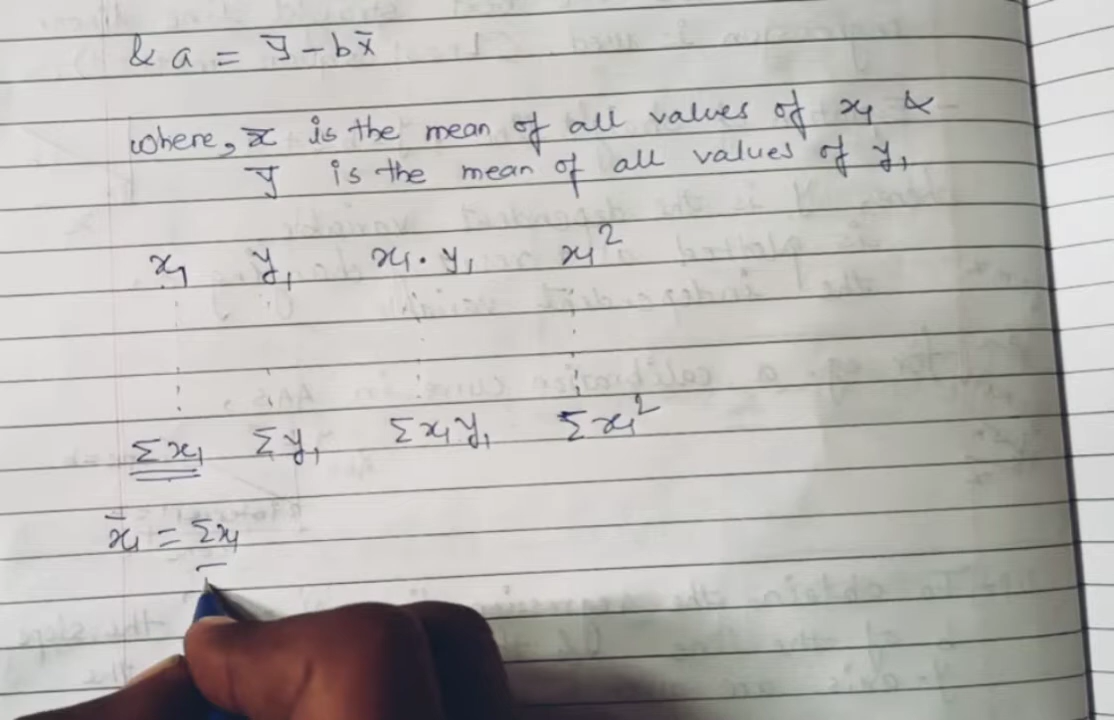 & a = ȳ - bx̄
where, x̄ is the mean of all values of x₁ &
ȳ is the mean of all values of y₁
x₁ y₁ x₁·y₁ x₁²
Σx₁ Σy₁ Σx₁y₁ Σx₁²
x̄₁ = Σx₁